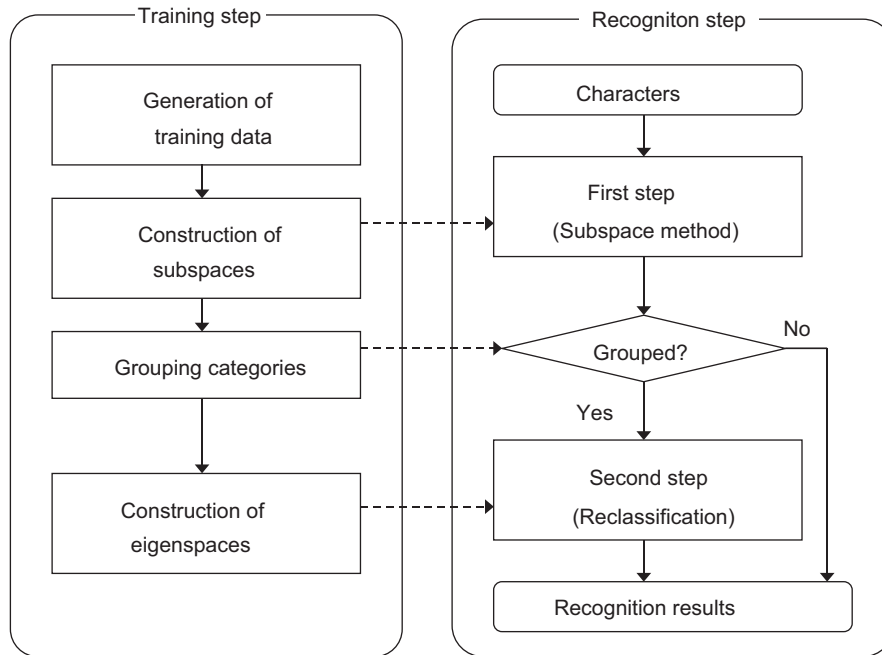 Training step
Generation of
training data
Construction of
subspaces
Grouping categories
Construction of
eigenspaces
Recogniton step
Characters
First step
(Subspace method)
Grouped?
No
Yes
Second step
(Reclassification)
Recognition results